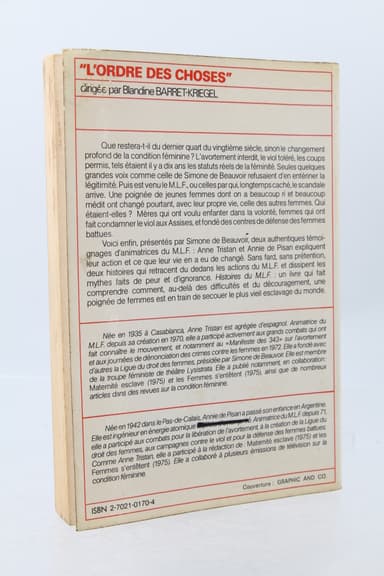 "L'ORDRE DES CHOSES"
dirigée par Blandine BARRET-KRIEGEL
Que restera-t-il du dernier quart du vingtième siècle, sinon le changement
profond de la condition féminine ? L'avortement interdit, le viol toléré, les coups
permis, tels étaient il y a dix ans les statuts réels de la féminité. Seules quelques
grandes voix comme celle de Simone de Beauvoir refusaient d'en entériner la
légitimité. Puis est venu le M.L.F., ou celles par qui, longtemps caché, le scandale
arrive. Une poignée de jeunes femmes dont on a beaucoup ri et beaucoup
médit ont changé pourtant, avec leur propre vie, celle des autres femmes. Qui
étaient-elles ? Mères qui ont voulu enfanter dans la volonté, femmes qui ont
fait condamner le viol aux Assises, et fondé des centres de défense des femmes
battues.
Voici enfin, présentés par Simone de Beauvoir, deux authentiques témoi-
gnages d'animatrices du M.L.F. : Anne Tristan et Annie de Pisan expliquent
leur action et ce que leur vie en a eu de changé. Sans fard, sans prétention,
deux histoires qui retracent du dedans les actions du M.L.F. et dissipent les
mythes faits de peur et d'ignorance. Histoires du M.L.F. : un livre qui fait
comprendre comment, au-delà des difficultés et du découragement, une
poignée de femmes est en train de secouer le plus vieil esclavage du monde.
Née en 1935 à Casablanca, Anne Tristan est agrégée d'espagnol. Animatrice du
M.L.F. depuis sa création en 1970, elle a participé activement aux grands combats qui ont
fait connaître le mouvement, et notamment au «Manifeste des 343» sur l'avortement
et aux journées de dénonciation des crimes contre les femmes en 1972. Elle a fondé avec
d'autres la Ligue du droit des femmes, présidée par Simone de Beauvoir. Elle est membre
de la troupe féministe de théâtre Lysistrata. Elle a publié notamment, en collaboration :
Maternité esclave (1975) et Les Femmes s'entêtent (1975), ainsi que de nombreux
articles dans des revues sur la condition féminine.
Née en 1942 dans le Pas-de-Calais, Annie de Pisan a passé son enfance en Argentine.
Elle est ingénieur en énergie atomique Animatrice du M.L.F. depuis 71,
elle a participé aux combats pour la libération de l'avortement à la création de la Ligue du
droit des femmes, aux campagnes contre le viol et pour la défense des femmes battues.
Comme Anne Tristan, elle a participé à la rédaction de Maternité esclave (1975) et Les
Femmes s'entêtent (1975). Elle a collaboré à plusieurs émissions de télévision sur la
condition féminine.
Couverture : GRAPHIC AND CO
ISBN 2-7021-0170-4